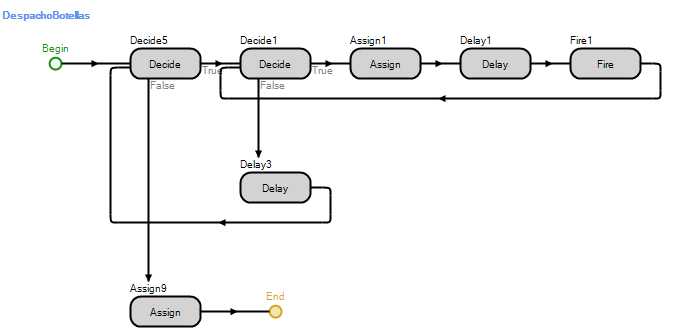 DespachoBotellas
Begin
Decide5
Decide
True
False
Decide1
Decide
True
False
Assign1
Assign
Delay1
Delay
Fire1
Fire
Delay3
Delay
Assign9
Assign
End